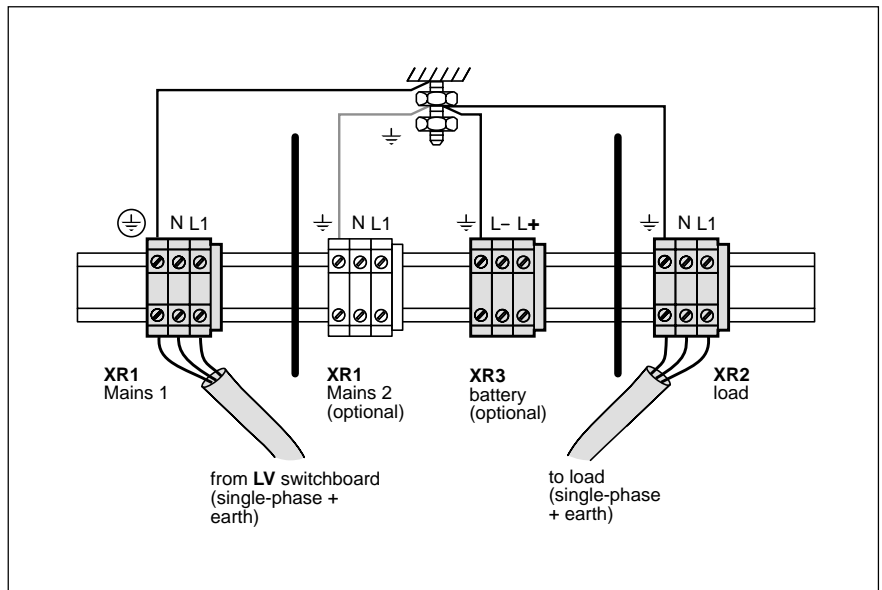 N L1
N L1
L– L+
N L1
XR1
Mains 1
XR1
Mains 2
(optional)
XR3
battery
(optional)
XR2
load
from LV switchboard
(single-phase +
earth)
to load
(single-phase
+ earth)